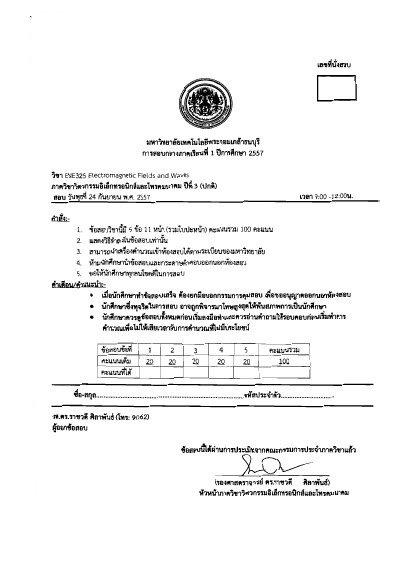 เลขที่นั่งสอบ
มหาวิทยาลัยเทคโนโลยีพระจอมเกล้าธนบุรี
การสอบกลางภาคเรียนที่ 1 ปีการศึกษา 2557
วิชา ENE325 Electromagnetic Fields and Waves
ภาควิชาวิศวกรรมอิเล็กทรอนิกส์และโทรคมนาคม ปีที่ 3 (ปกติ)
สอบ วันพุธที่ 24 กันยายน พ.ศ. 2557 เวลา 9:00 -12:00น.
คำสั่ง:-
1. ข้อสอบวิชานี้มี 5 ข้อ 11 หน้า (รวมใบปะหน้า) คะแนนรวม 100 คะแนน
2. แสดงวิธีทำลงในข้อสอบเท่านั้น
3. สามารถนำเครื่องคำนวณเข้าห้องสอบได้ตามระเบียบของมหาวิทยาลัย
4. ห้ามนักศึกษานำข้อสอบและกระดาษคำตอบออกนอกห้องสอบ
5. ขอให้นักศึกษาทุกคนโชคดีในการสอบ
คำเตือน/คำแนะนำ:-
• เมื่อนักศึกษาทำข้อสอบเสร็จ ต้องยกมือบอกกรรมการคุมสอบ เพื่อขออนุญาตออกนอกห้องสอบ
• นักศึกษาซึ่งทุจริตในการสอบ อาจถูกพิจารณาโทษสูงสุดให้พ้นสภาพการเป็นนักศึกษา
• นักศึกษาควรดูข้อสอบทั้งหมดก่อนเริ่มลงมือทำและควรอ่านคำถามให้รอบคอบก่อนเริ่มทำการ
คำนวณเพื่อไม่ให้เสียเวลากับการคำนวณที่ไม่มีประโยชน์
ข้อสอบข้อที่ 1 2 3 4 5 คะแนนรวม
คะแนนเต็ม 20 20 20 20 20 100
คะแนนที่ได้
ชื่อ-สกุล รหัสประจำตัว
รศ.ดร.ราชวดี ศิลาพันธ์ (โทร: 9062)
ผู้ออกข้อสอบ
ข้อสอบนี้ได้ผ่านการประเมินจากคณะกรรมการประจำภาควิชาแล้ว
(รองศาสตราจารย์ ดร.ราชวดี ศิลาพันธ์)
หัวหน้าภาควิชาวิศวกรรมอิเล็กทรอนิกส์และโทรคมนาคม